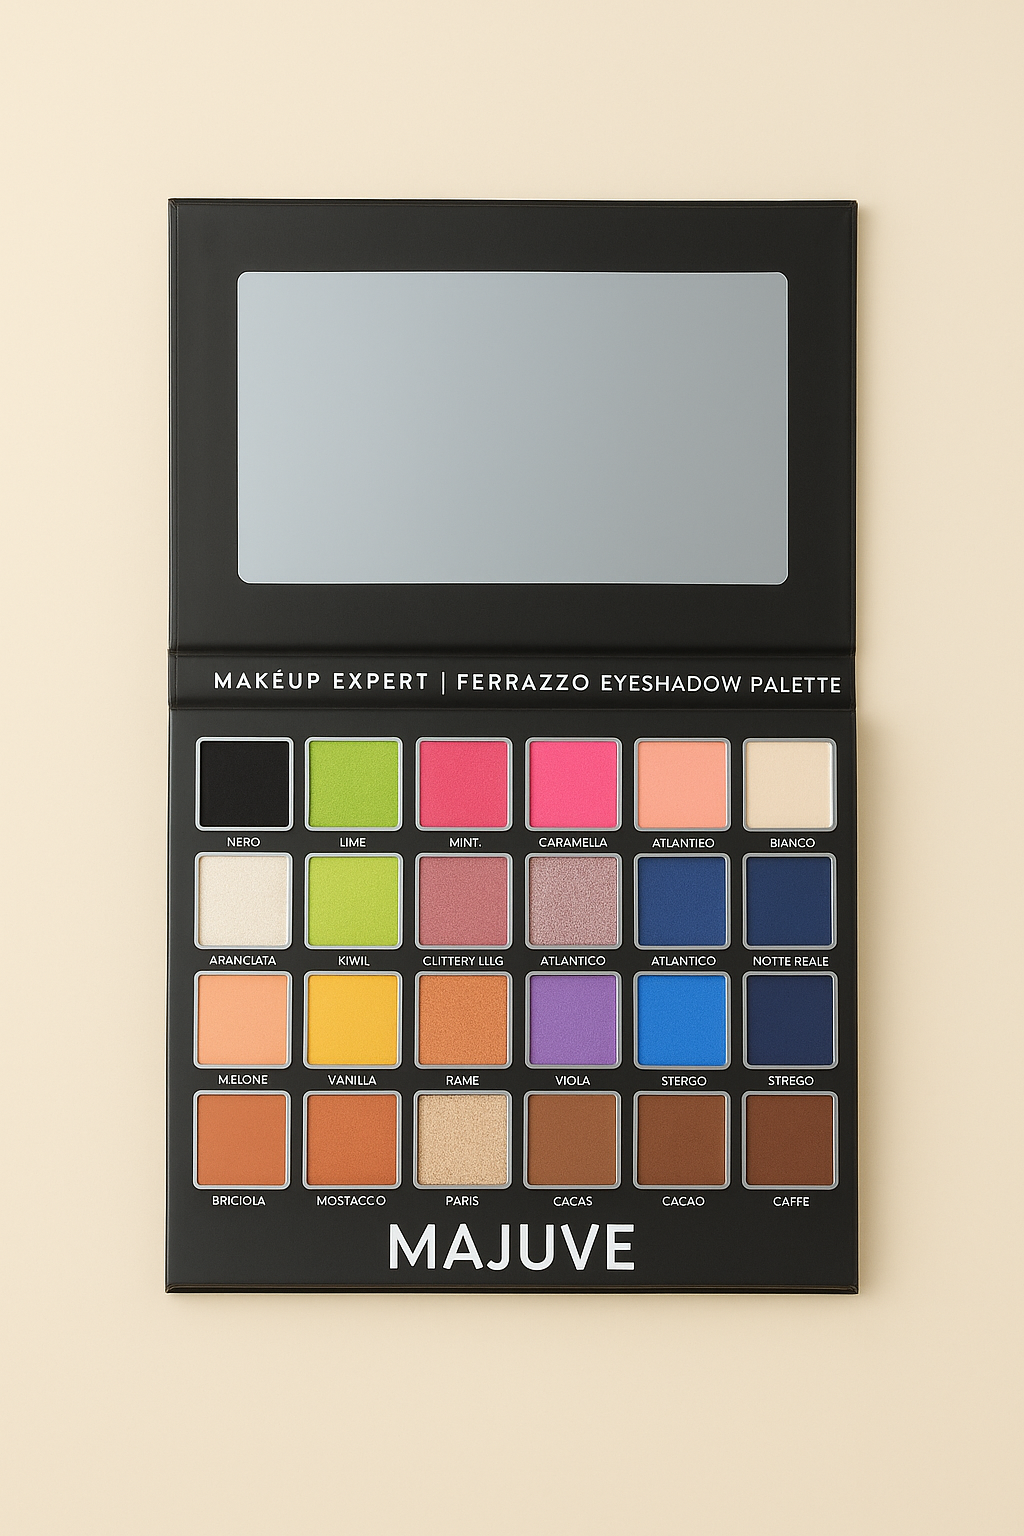 MAKÉUP EXPERT | FERRAZZO EYESHADOW PALETTE
NERO LIME MINT. CARAMELLA ATLANTIEO BIANCO
ARANCLATA KIWIL CLITTERY LLLG ATLANTICO ATLANTICO NOTTE REALE
M.ELONE VANILLA RAME VIOLA STERGO STREGO
BRICIOLA MOSTACCO PARIS CACAS CACAO CAFFE
MAJUVE